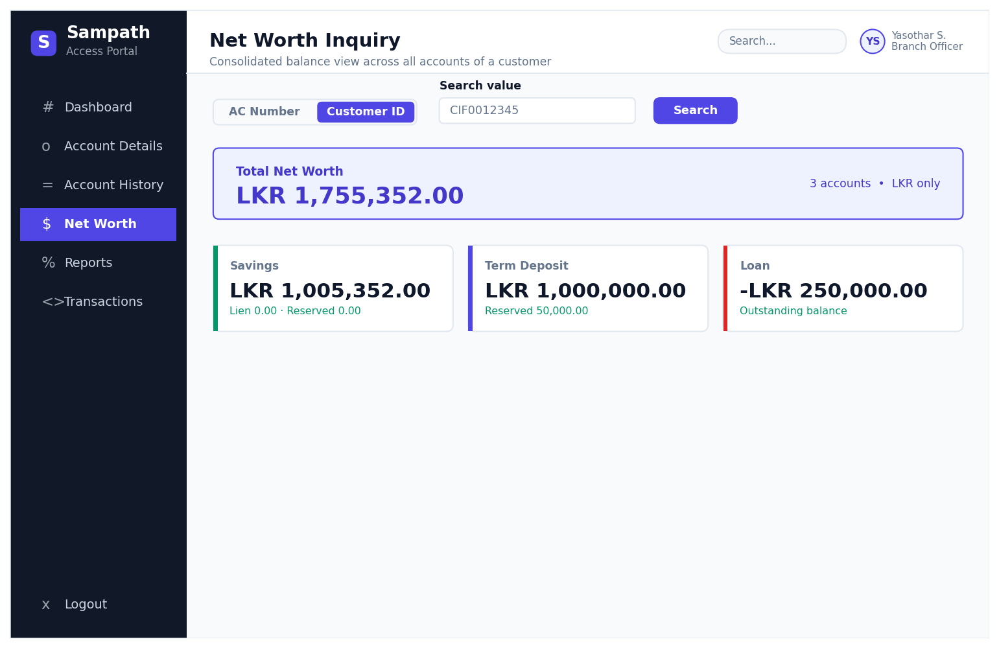 S
Sampath
Access Portal
# Dashboard
o Account Details
= Account History
$ Net Worth
% Reports
<> Transactions
x Logout
Net Worth Inquiry
Consolidated balance view across all accounts of a customer
Search...
YS
Yasothar S.
Branch Officer
Search value
AC Number
Customer ID
CIF0012345
Search
Total Net Worth
LKR 1,755,352.00
3 accounts • LKR only
Savings
LKR 1,005,352.00
Lien 0.00 · Reserved 0.00
Term Deposit
LKR 1,000,000.00
Reserved 50,000.00
Loan
-LKR 250,000.00
Outstanding balance